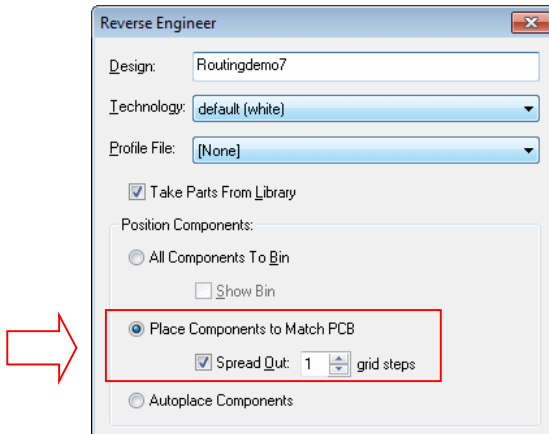 Reverse Engineer
Design: Routingdemo7
Technology: default (white)
Profile File: [None]
Take Parts From Library
Position Components:
All Components To Bin
Show Bin
Place Components to Match PCB
Spread Out: 1 grid steps
Autoplace Components